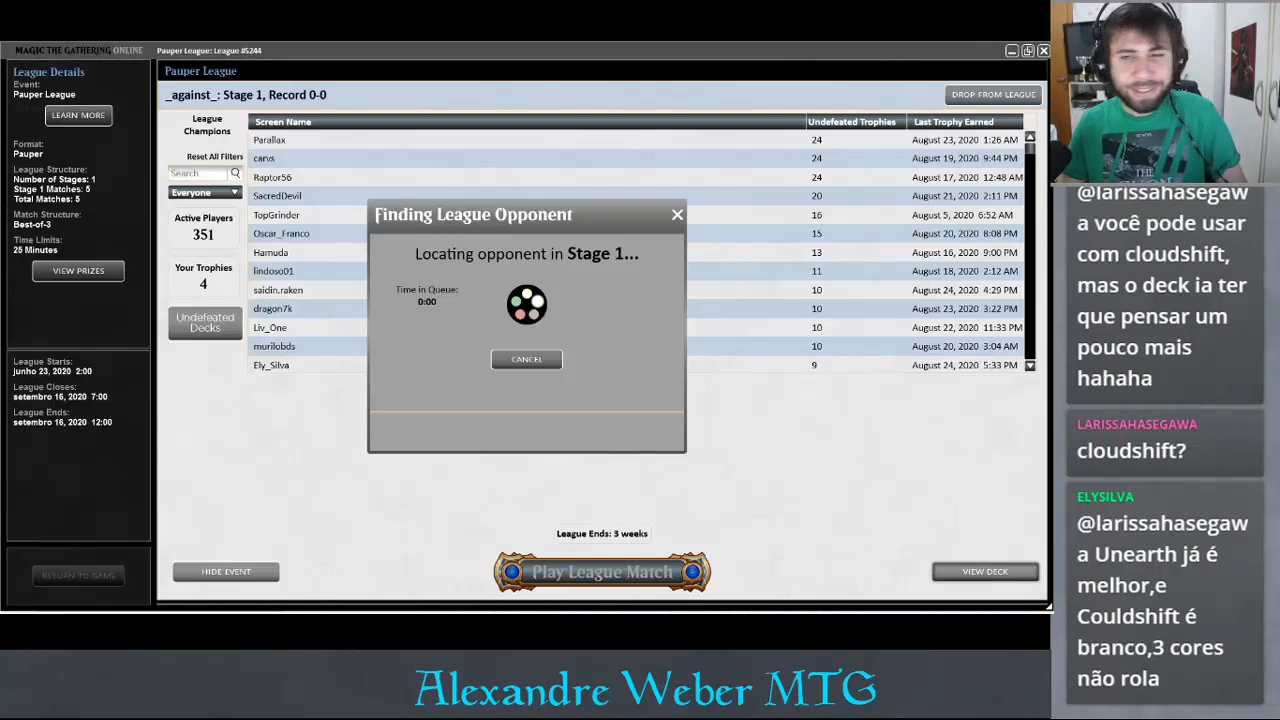 MAGIC THE GATHERING ONLINE
Pauper League: League #5244
League Details
Event:
Pauper League
LEARN MORE
Format:
Pauper
League Structure:
Number of Stages: 1
Stage 1 Matches: 5
Total Matches: 5
Match Structure:
Best-of-3
Time Limits:
25 Minutes
VIEW PRIZES
League Starts:
junho 23, 2020 2:00
League Closes:
setembro 16, 2020 7:00
League Ends:
setembro 16, 2020 12:00
RETURN TO GAME
Pauper League
_against_: Stage 1, Record 0-0
DROP FROM LEAGUE
League
Champions
Reset All Filters
Search
Everyone
Active Players
351
Your Trophies
4
Undefeated
Decks
Screen Name Undefeated Trophies Last Trophy Earned
Parallax 24 August 23, 2020 1:26 AM
carvs 24 August 19, 2020 9:44 PM
Raptor56 24 August 17, 2020 12:48 AM
SacredDevil 20 August 21, 2020 2:11 PM
TopGrinder 16 August 5, 2020 6:52 AM
Oscar_Franco 15 August 20, 2020 8:08 PM
Hamuda 13 August 16, 2020 9:00 PM
lindoso01 11 August 18, 2020 2:12 AM
saidin.raken 10 August 24, 2020 4:29 PM
dragon7k 10 August 23, 2020 3:22 PM
Liv_One 10 August 22, 2020 11:33 PM
murilobds 10 August 20, 2020 3:04 AM
Ely_Silva 9 August 24, 2020 5:33 PM
Finding League Opponent
Locating opponent in Stage 1...
Time in Queue:
0:00
CANCEL
League Ends: 3 weeks
HIDE EVENT
Play League Match
VIEW DECK
Alexandre Weber MTG
@larissahasegaw
a você pode usar
com cloudshift,
mas o deck ia ter
que pensar um
pouco mais
hahaha
LARISSAHASEGAWA
cloudshift?
ELYSILVA
@larissahasegaw
a Unearth já é
melhor,e
Couldshift é
branco,3 cores
não rola